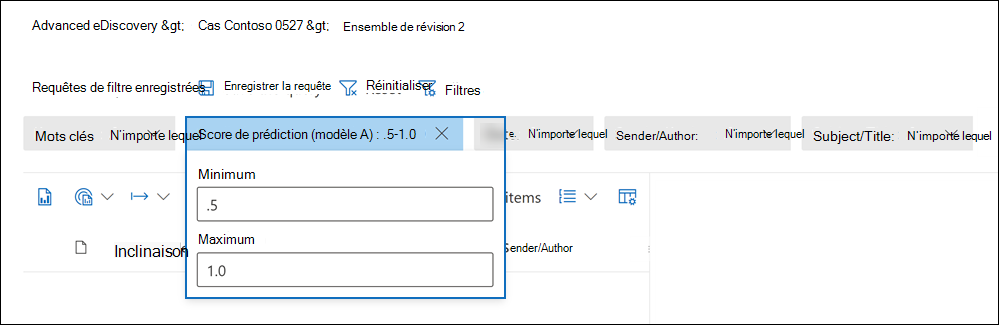 Advanced eDiscovery &gt; Cas Contoso 0527 &gt; Ensemble de révision 2
Requêtes de filtre enregistrées Enregistrer la requête Réinitialiser Filtres
Mots clés N'importe lequel Score de prédiction (modèle A) : .5-1.0 N'importe lequel Sender/Author: N'importe lequel Subject/Title: N'importe lequel
Minimum
.5
items
Maximum
Inclinaison Sender/Author
1.0